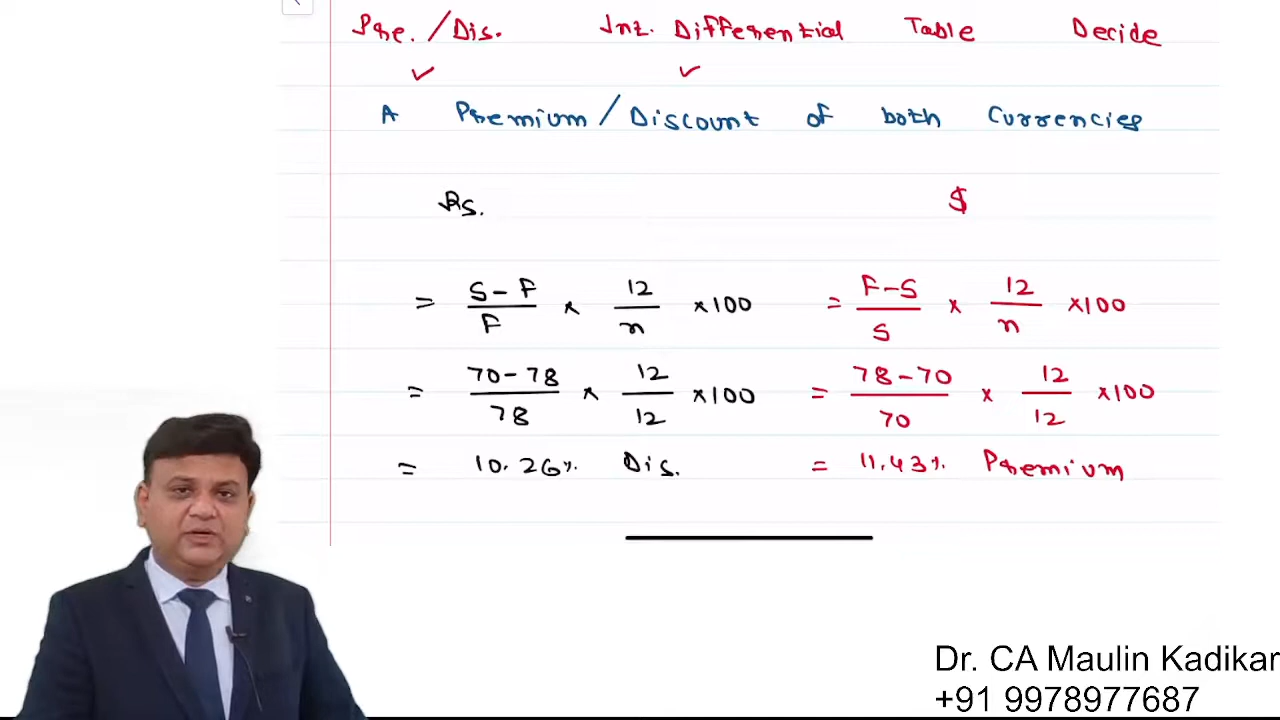 Pre. /Dis. Int. Differential Table Decide
✓ ✓
A Premium / Discount of both Currencies
Rs. $
= S - F / F × 12 / n ×100 = F - S / S × 12 / n ×100
= 70 - 78 / 78 × 12 / 12 ×100 = 78 - 70 / 70 × 12 / 12 ×100
= 10.26%. Dis. = 11.43%. Premium
Dr. CA Maulin Kadikar
+91 9978977687